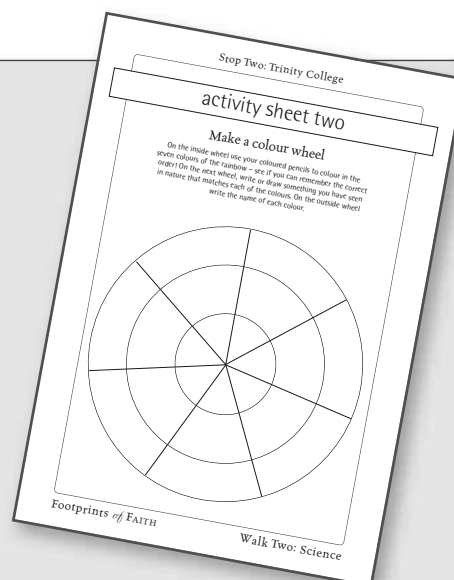 Stop Two: Trinity College
activity sheet two
Make a colour wheel
On the inside wheel use your coloured pencils to colour in the
seven colours of the rainbow – see if you can remember the correct
order! On the next wheel, write or draw something you have seen
in nature that matches each of the colours. On the outside wheel
write the name of each colour.
Footprints of FAITH
Walk Two: Science